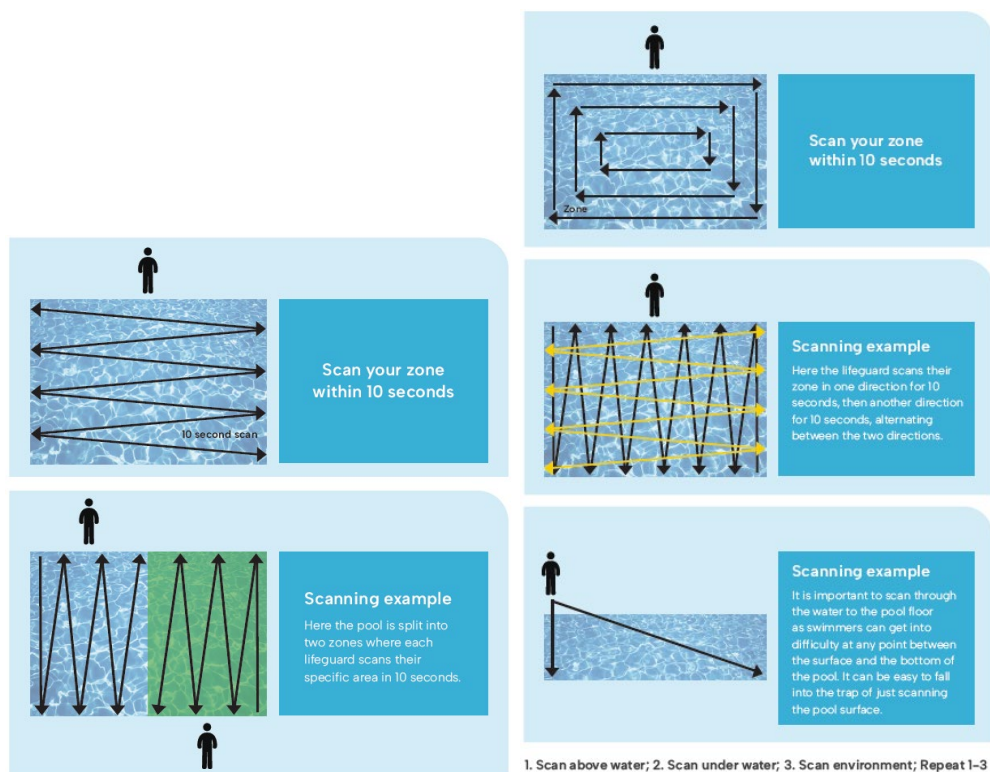 Scan your zone
within 10 seconds
10 second scan
Scanning example
Here the pool is split into
two zones where each
lifeguard scans their
specific area in 10 seconds.
Scan your zone
within 10 seconds
Zone
Scanning example
Here the lifeguard scans their
zone in one direction for 10
seconds, then another direction
for 10 seconds, alternating
between the two directions.
Scanning example
It is important to scan through
the water to the pool floor
as swimmers can get into
difficulty at any point between
the surface and the bottom of
the pool. It can be easy to fall
into the trap of just scanning
the pool surface.
1. Scan above water; 2. Scan under water; 3. Scan environment; Repeat 1-3